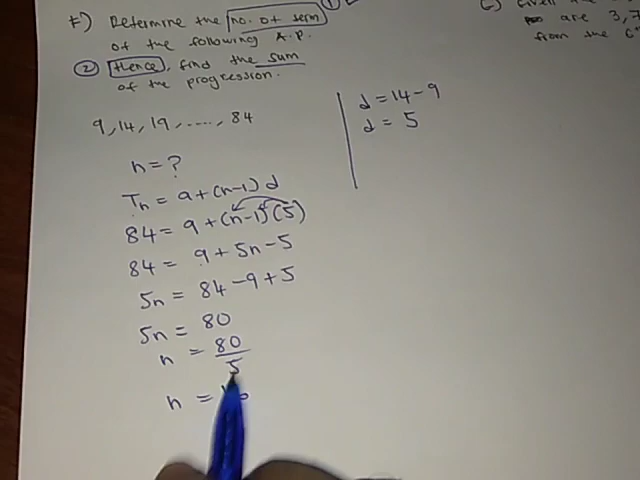 F) Determine the no. of term
of the following A.P.
② Hence, find the sum
of the progression.
9, 14, 19, ....., 84
n = ?
Tn = a + (n-1) d
84 = 9 + (n-1) (5)
84 = 9 + 5n - 5
5n = 84 - 9 + 5
5n = 80
n = 80/5
n =
d = 14 - 9
d = 5
are 3, 7
from the 6